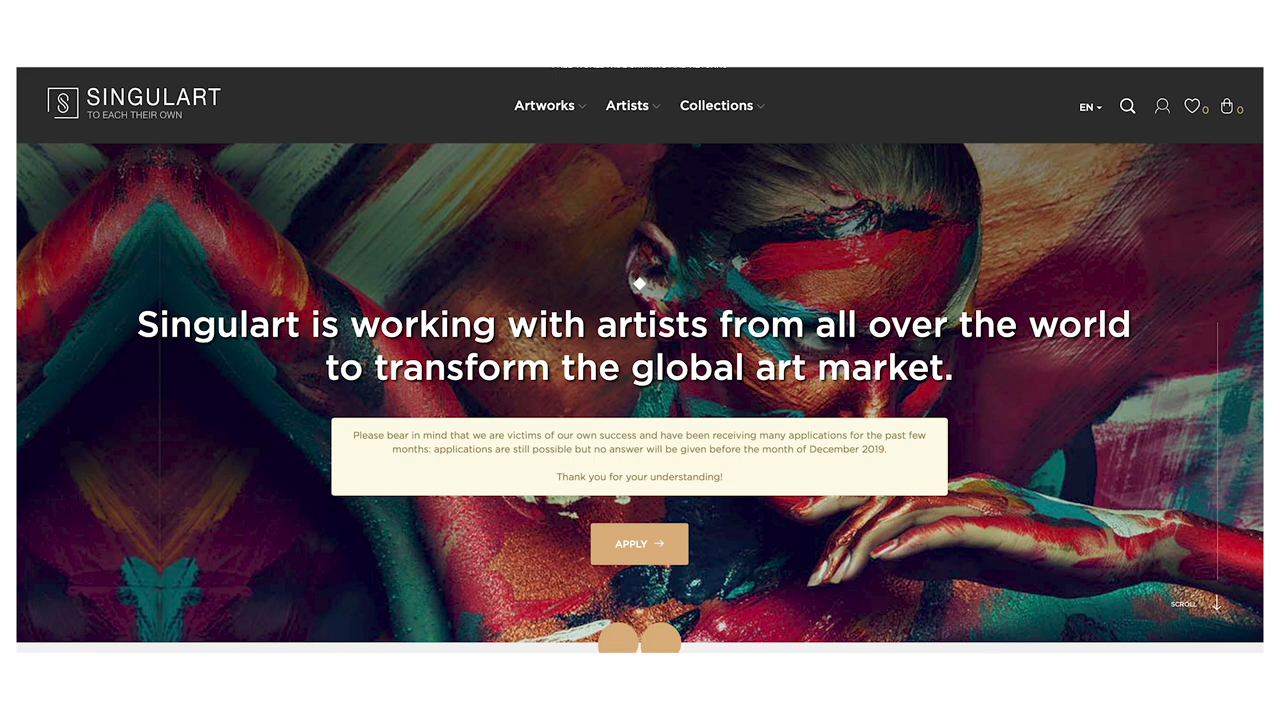 SINGULART
TO EACH THEIR OWN
Artworks
Artists
Collections
EN
0
0
Singulart is working with artists from all over the world
to transform the global art market.
Please bear in mind that we are victims of our own success and have been receiving many applications for the past few
months: applications are still possible but no answer will be given before the month of December 2019.
Thank you for your understanding!
APPLY
SCROLL